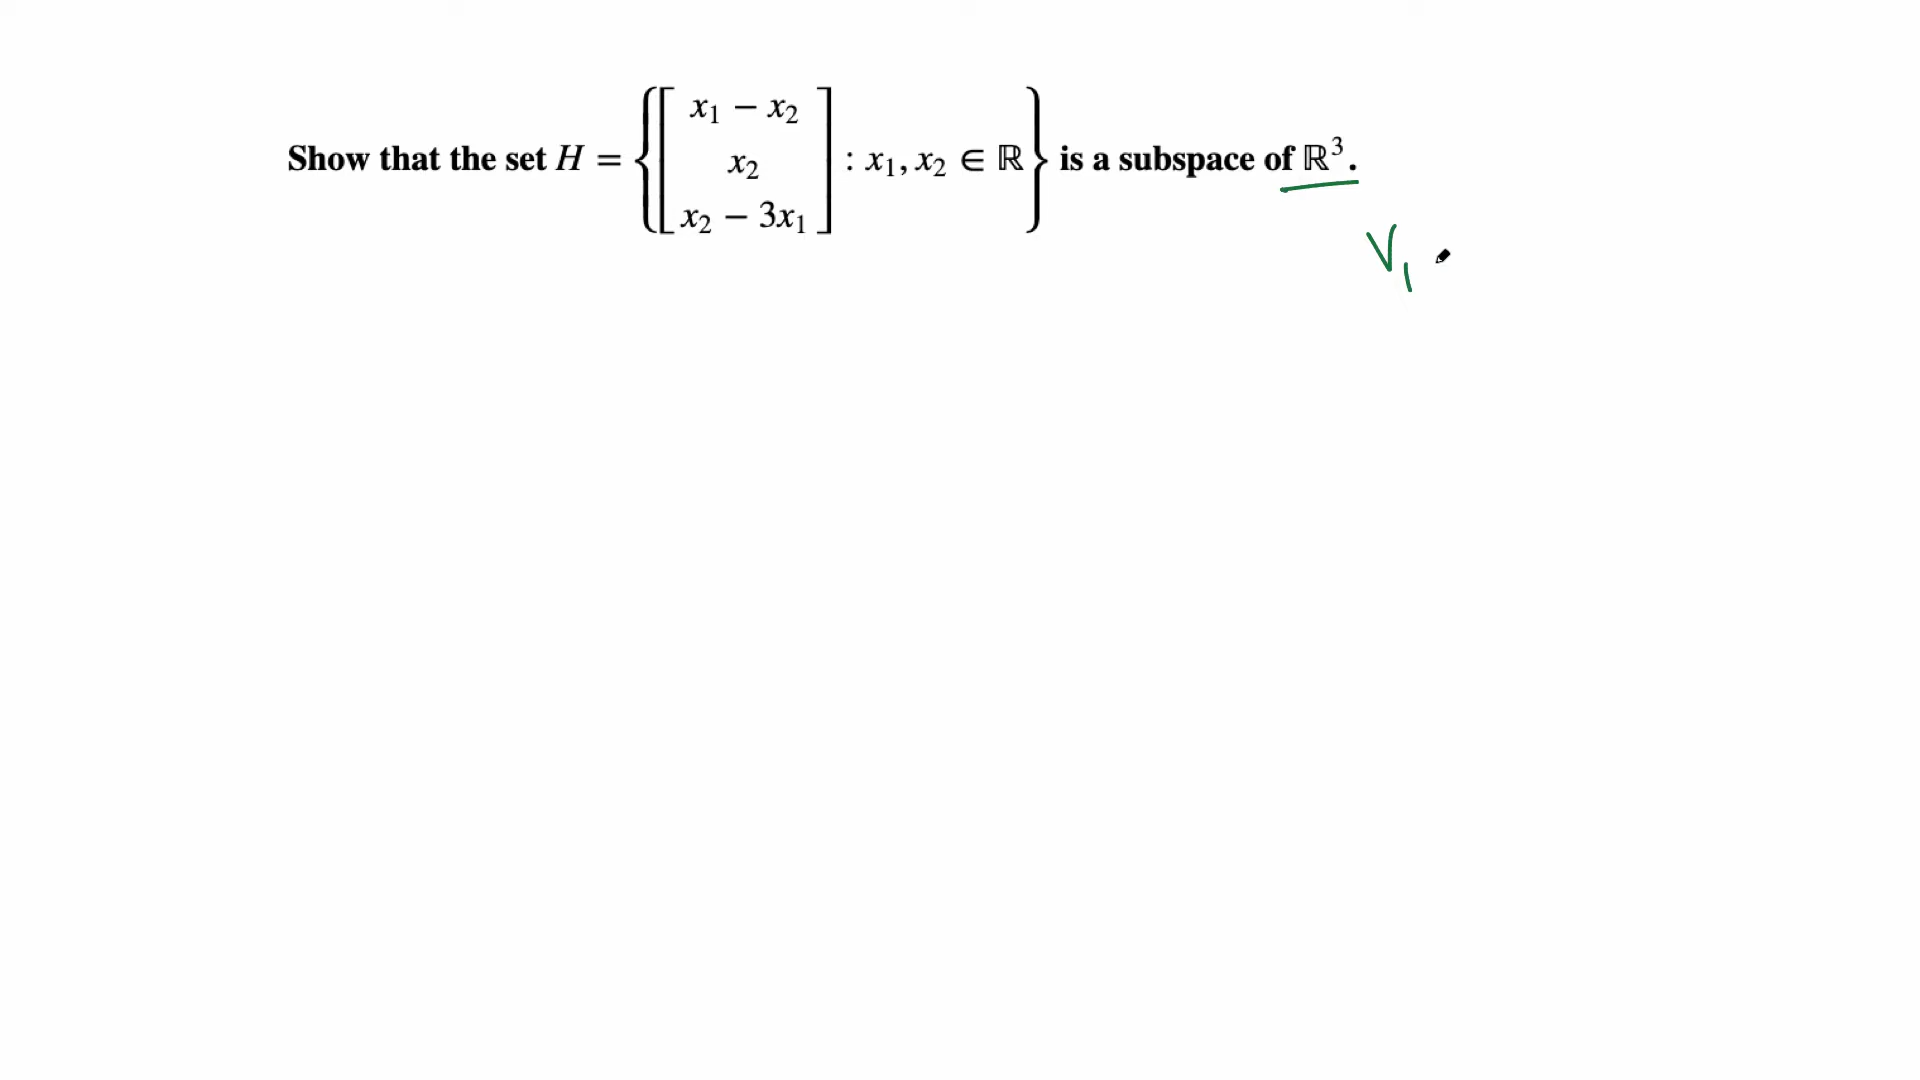 Show that the set H = { [ x₁ − x₂
x₂
x₂ − 3x₁ ] : x₁, x₂ ∈ ℝ } is a subspace of ℝ³.
V₁